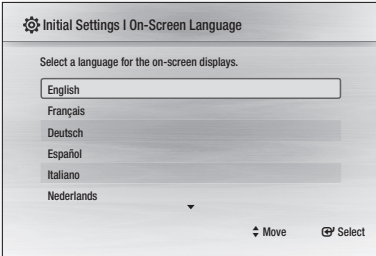 Initial Settings I On-Screen Language
Select a language for the on-screen displays.
English
Français
Deutsch
Español
Italiano
Nederlands
Move Select